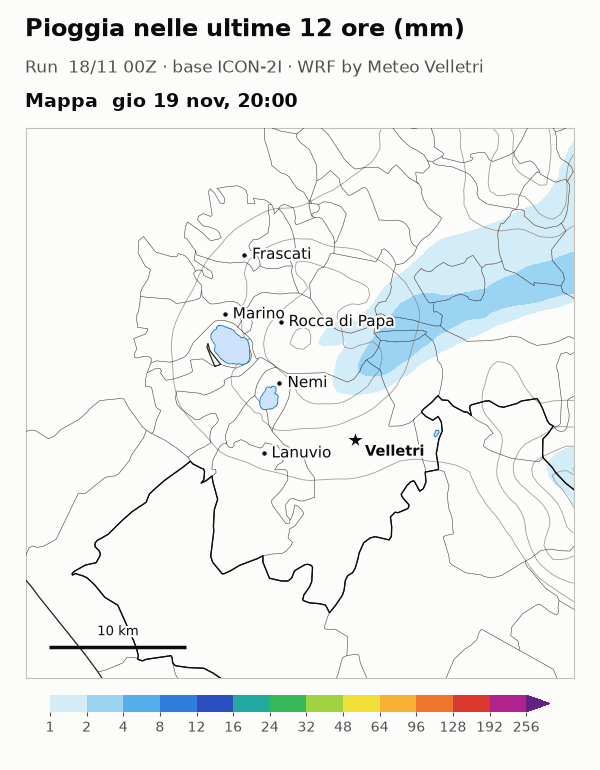 Pioggia nelle ultime 12 ore (mm)
Run 18/11 00Z · base ICON-2I · WRF by Meteo Velletri
Mappa gio 19 nov, 20:00
Frascati
Marino
Rocca di Papa
Nemi
Velletri
Lanuvio
10 km
1 2 4 8 12 16 24 32 48 64 96 128 192 256